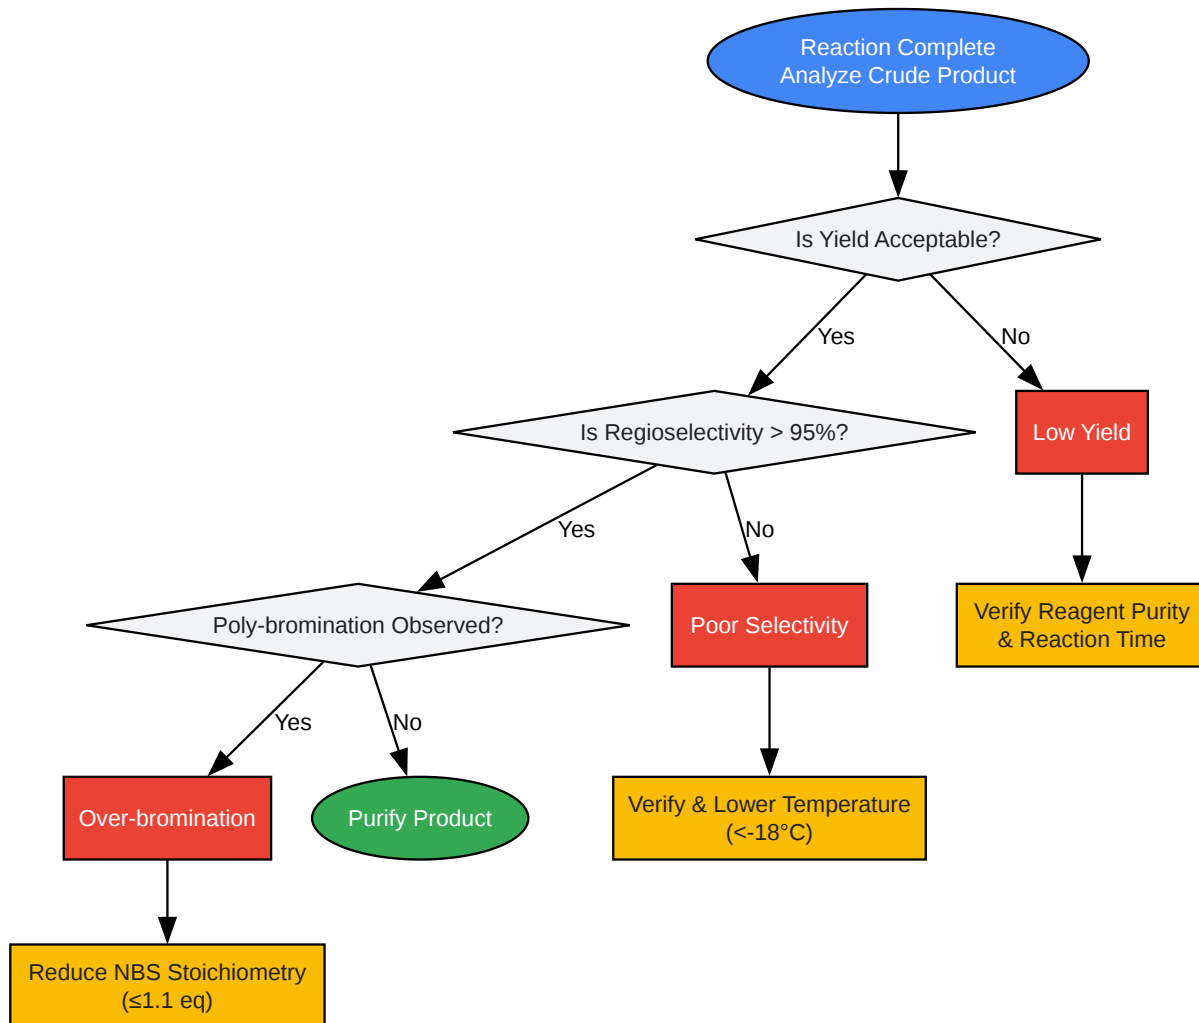 Reaction Complete
Analyze Crude Product
Is Yield Acceptable?
Yes
No
Is Regioselectivity > 95%?
Low Yield
Yes
No
Poly-bromination Observed?
Poor Selectivity
Verify Reagent Purity
& Reaction Time
Yes
No
Over-bromination
Purify Product
Verify & Lower Temperature
(<-18°C)
Reduce NBS Stoichiometry
(≤1.1 eq)